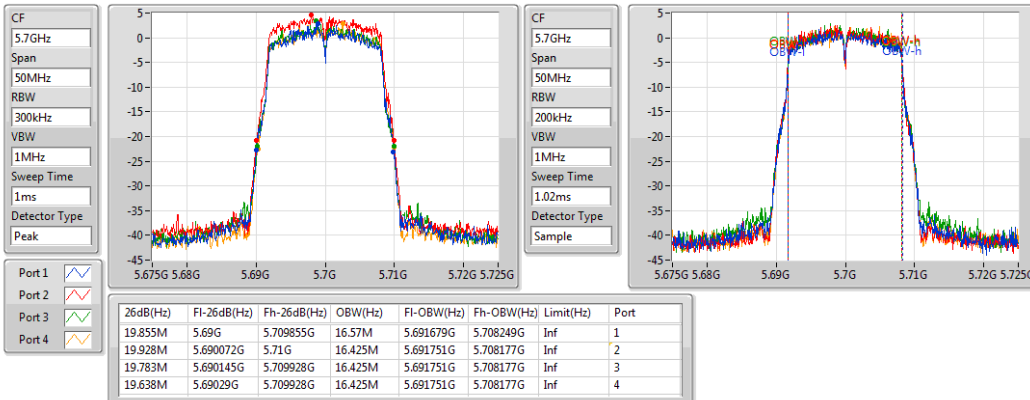 CF
5.7GHz
Span
50MHz
RBW
300kHz
VBW
1MHz
Sweep Time
1ms
Detector Type
Peak
5
0
-5
-10
-15
-20
-25
-30
-35
-40
-45
5.675G 5.68G 5.69G 5.7G 5.71G 5.72G 5.725G
CF
5.7GHz
Span
50MHz
RBW
200kHz
VBW
1MHz
Sweep Time
1.02ms
Detector Type
Sample
5
0
-5
-10
-15
-20
-25
-30
-35
-40
-45
OBW-l
OBW-h
5.675G 5.68G 5.69G 5.7G 5.71G 5.72G 5.725G
Port 1
Port 2
Port 3
Port 4
26dB(Hz) Fl-26dB(Hz) Fh-26dB(Hz) OBW(Hz) Fl-OBW(Hz) Fh-OBW(Hz) Limit(Hz) Port
19.855M 5.69G 5.709855G 16.57M 5.691679G 5.708249G Inf 1
19.928M 5.690072G 5.71G 16.425M 5.691751G 5.708177G Inf 2
19.783M 5.690145G 5.709928G 16.425M 5.691751G 5.708177G Inf 3
19.638M 5.69029G 5.709928G 16.425M 5.691751G 5.708177G Inf 4